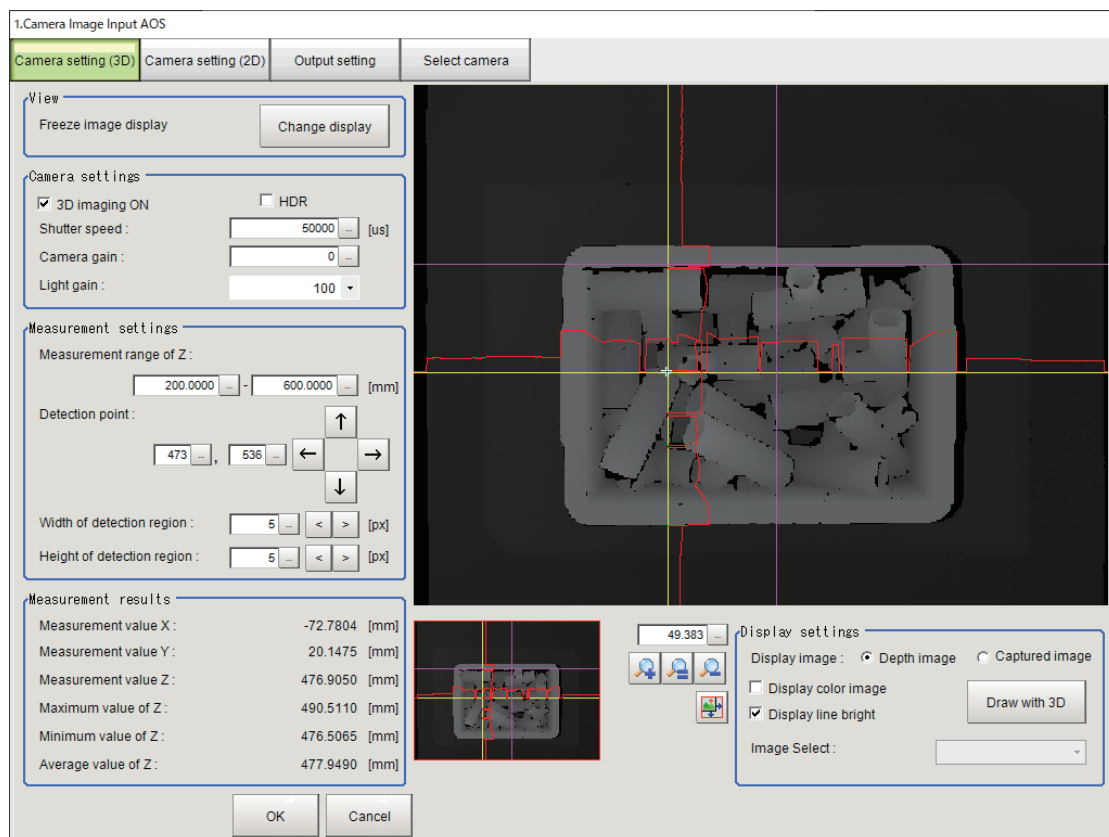 1.Camera Image Input AOS
Camera setting (3D) Camera setting (2D) Output setting Select camera
View
Freeze image display Change display
Camera settings
3D imaging ON HDR
Shutter speed : 50000 ... [us]
Camera gain : 0 ...
Light gain : 100
Measurement settings
Measurement range of Z :
200.0000 ... - 600.0000 ... [mm]
Detection point :
473 ... , 536 ... ← ↑ → ↓
Width of detection region : 5 ... < > [px]
Height of detection region : 5 ... < > [px]
Measurement results
Measurement value X : -72.7804 [mm]
Measurement value Y : 20.1475 [mm]
Measurement value Z : 476.9050 [mm]
Maximum value of Z : 490.5110 [mm]
Minimum value of Z : 476.5065 [mm]
Average value of Z : 477.9490 [mm]
OK Cancel
49.383 ...
Display settings
Display image : Depth image Captured image
Display color image
Display line bright
Draw with 3D
Image Select :